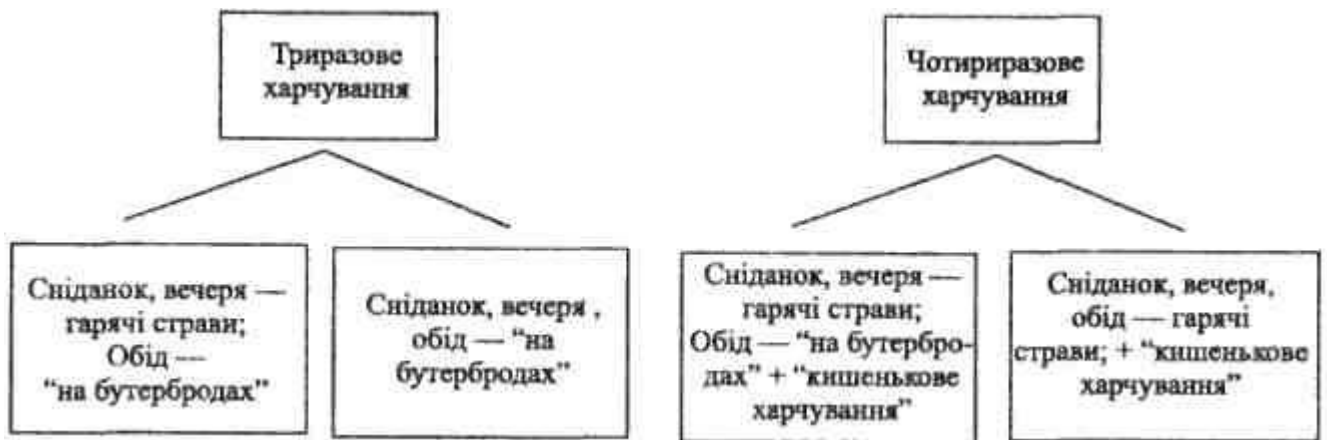 Триразове
харчування
Чотириразове
харчування
Сніданок, вечеря —
гарячі страви;
Обід —
“на бутербродах”
Сніданок, вечеря ,
обід — “на
бутербродах”
Сніданок, вечеря —
гарячі страви;
Обід — “на бутербро-
дах” + “кишенькове
харчування”
Сніданок, вечеря,
обід — гарячі
страви; + “кишенькове
харчування”